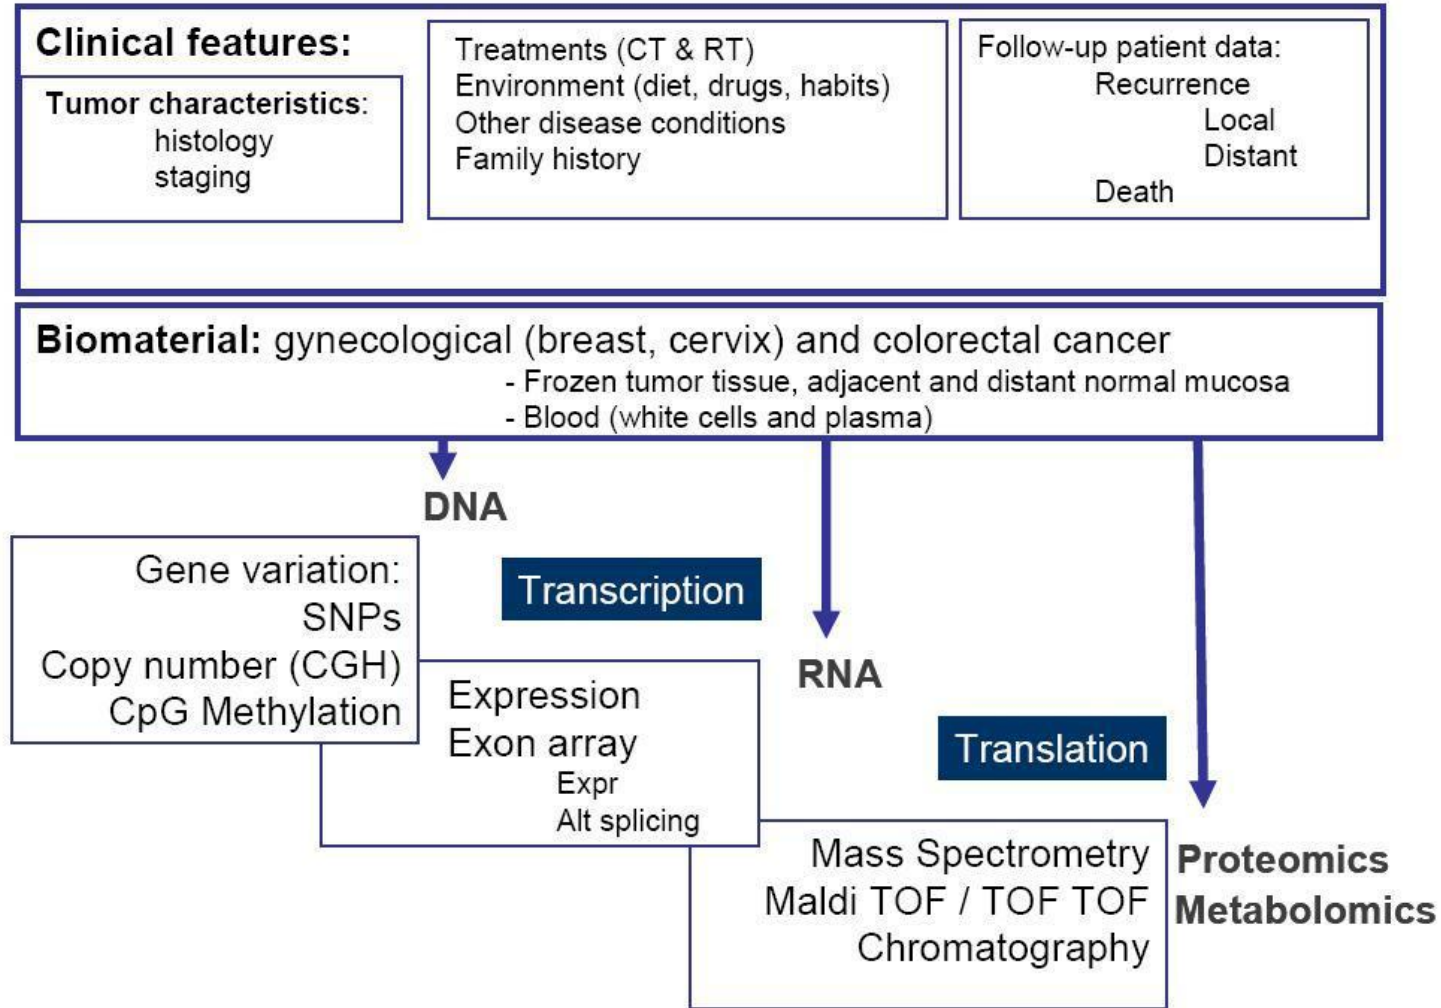 Clinical features:
Tumor characteristics:
histology
staging
Treatments (CT & RT)
Environment (diet, drugs, habits)
Other disease conditions
Family history
Follow-up patient data:
Recurrence
Local
Distant
Death
Biomaterial: gynecological (breast, cervix) and colorectal cancer
- Frozen tumor tissue, adjacent and distant normal mucosa
- Blood (white cells and plasma)
DNA
Gene variation:
SNPs
Copy number (CGH)
CpG Methylation
Transcription
RNA
Expression
Exon array
Expr
Alt splicing
Translation
Mass Spectrometry
Maldi TOF / TOF TOF
Chromatography
Proteomics
Metabolomics